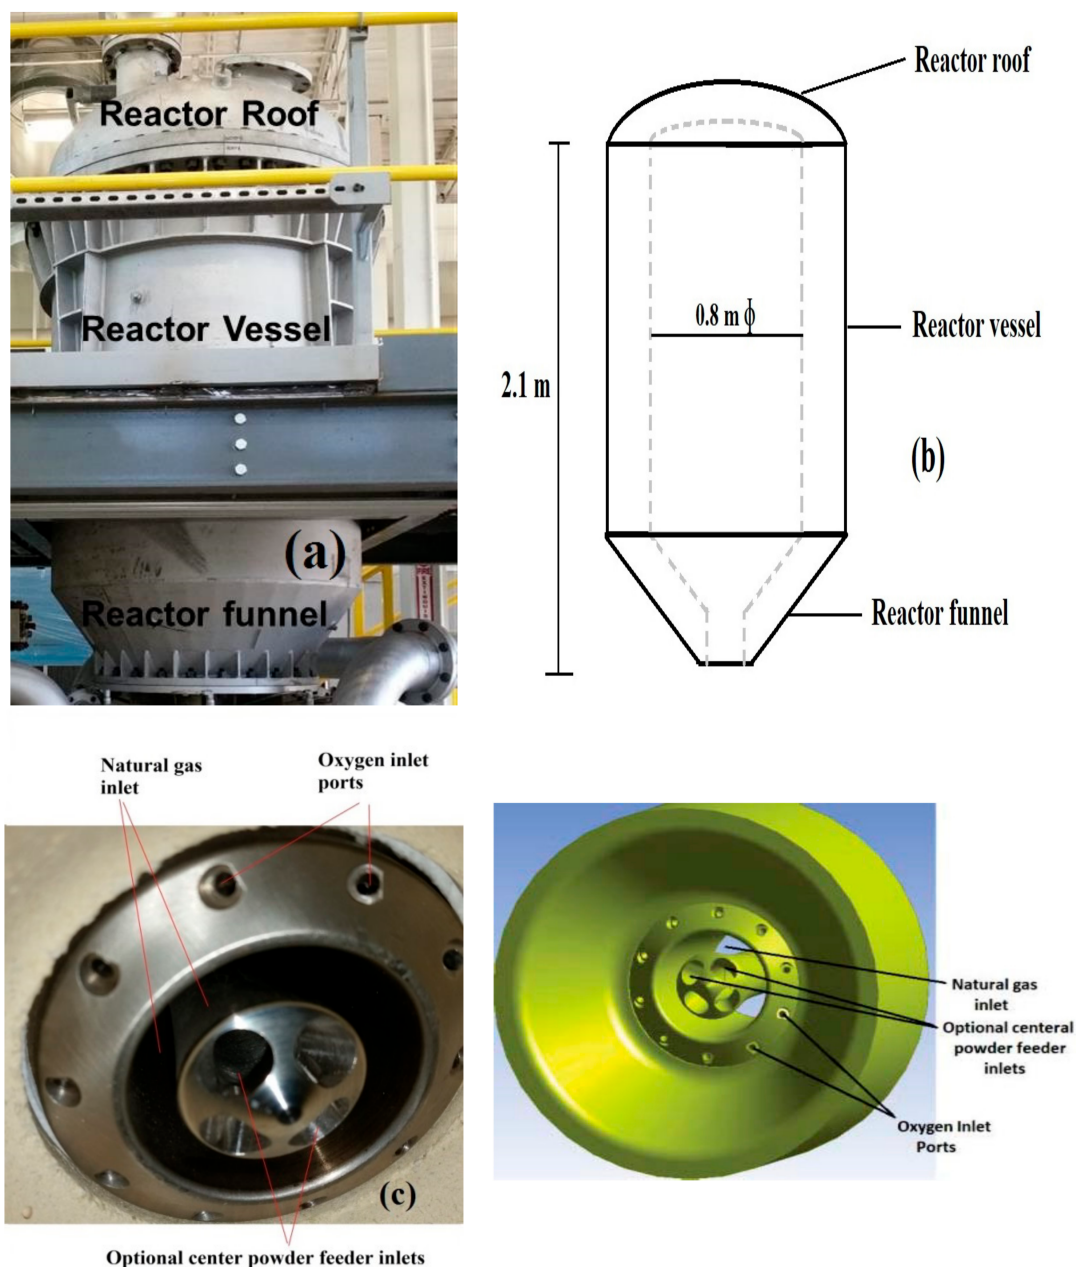 Reactor Roof
Reactor Vessel
(a)
Reactor funnel
Reactor roof
0.8 m ϕ
Reactor vessel
2.1 m
(b)
Reactor funnel
Natural gas
inlet
Oxygen inlet
ports
(c)
Optional center powder feeder inlets
Natural gas
inlet
Optional centeral
powder feeder
inlets
Oxygen Inlet
Ports